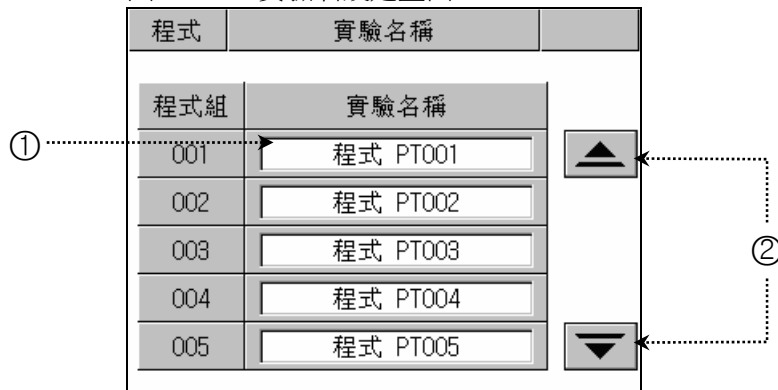 程式 實驗名稱
程式組 實驗名稱
① 001 程式 PT001
002 程式 PT002
003 程式 PT003
②
004 程式 PT004
005 程式 PT005